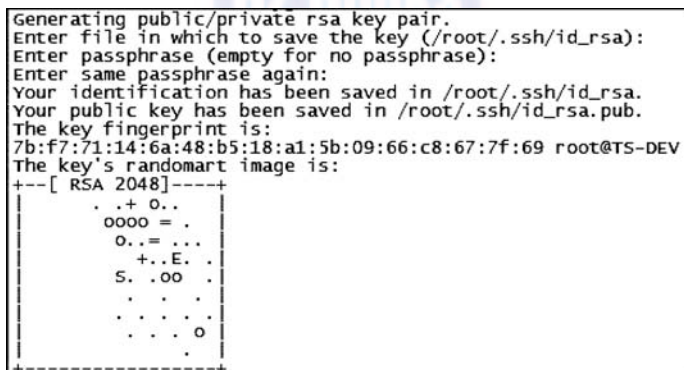 Generating public/private rsa key pair.
Enter file in which to save the key (/root/.ssh/id_rsa):
Enter passphrase (empty for no passphrase):
Enter same passphrase again:
Your identification has been saved in /root/.ssh/id_rsa.
Your public key has been saved in /root/.ssh/id_rsa.pub.
The key fingerprint is:
7b:f7:71:14:6a:48:b5:18:a1:5b:09:66:c8:67:7f:69 root@TS-DEV
The key's randomart image is:
+--[ RSA 2048]----+
|      . .+ o..   |
|       oooo = .  |
|        o..= ... |
|          +..E. .|
|        S. .oo  .|
|         .  .  . |
|        . . . . .|
|         . . . o |
|              .  |
+-----------------+